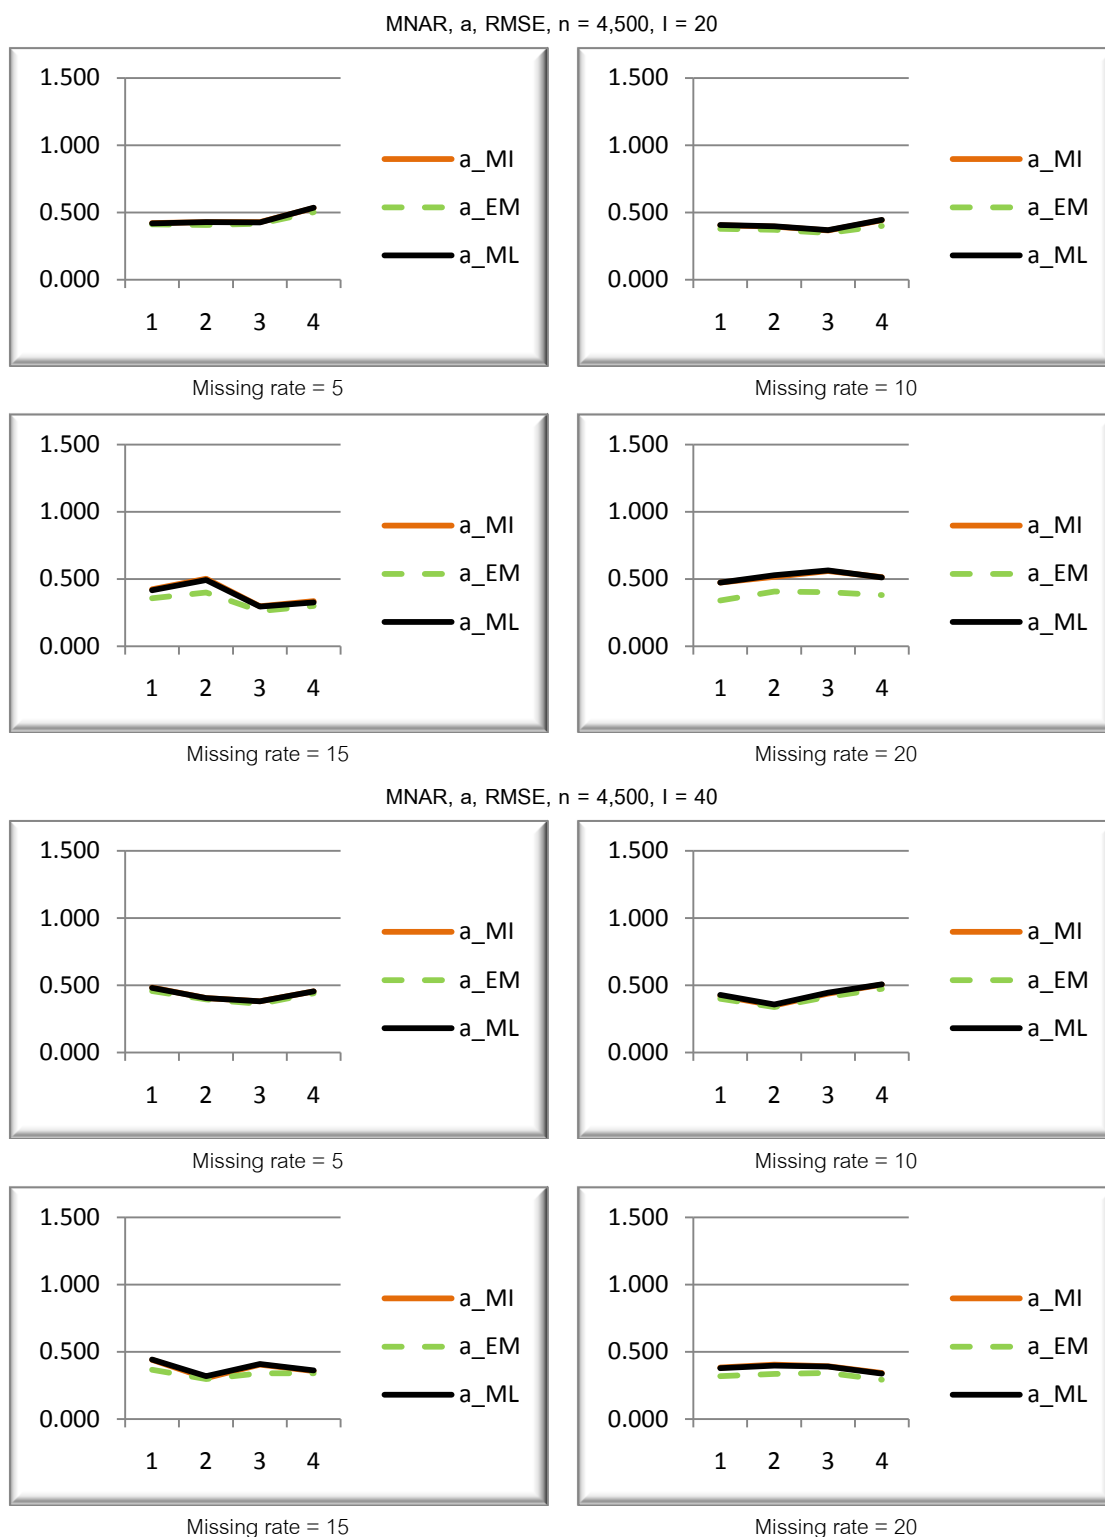 MNAR, a, RMSE, n = 4,500, I = 20
1.500
1.000
0.500
0.000
1 2 3 4
a_MI
a_EM
a_ML
Missing rate = 5
1.500
1.000
0.500
0.000
1 2 3 4
a_MI
a_EM
a_ML
Missing rate = 10
1.500
1.000
0.500
0.000
1 2 3 4
a_MI
a_EM
a_ML
Missing rate = 15
1.500
1.000
0.500
0.000
1 2 3 4
a_MI
a_EM
a_ML
Missing rate = 20
MNAR, a, RMSE, n = 4,500, I = 40
1.500
1.000
0.500
0.000
1 2 3 4
a_MI
a_EM
a_ML
Missing rate = 5
1.500
1.000
0.500
0.000
1 2 3 4
a_MI
a_EM
a_ML
Missing rate = 10
1.500
1.000
0.500
0.000
1 2 3 4
a_MI
a_EM
a_ML
Missing rate = 15
1.500
1.000
0.500
0.000
1 2 3 4
a_MI
a_EM
a_ML
Missing rate = 20